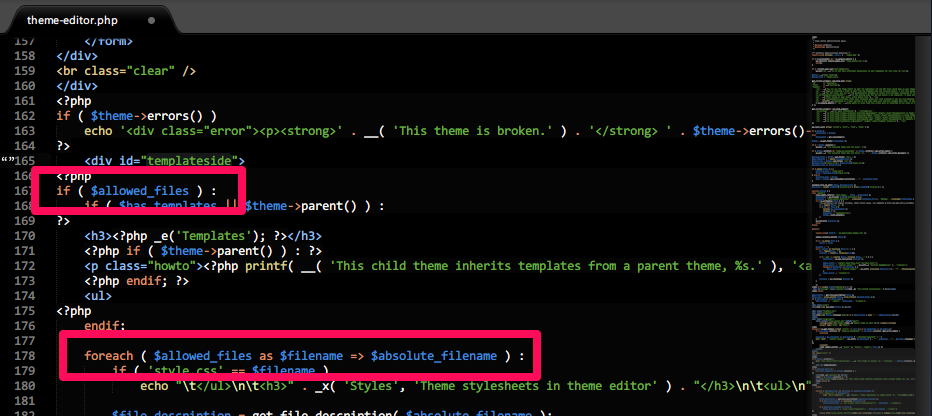 theme-editor.php
157 </form>
158 </div>
159 <br class="clear" />
160 </div>
161 <?php
162 if ( $theme->errors() )
163 echo '<div class="error"><p><strong>' . __( 'This theme is broken.' ) . '</strong> ' . $theme->errors()-
164 ?>
“”165 <div id="templateside">
166 <?php
167 if ( $allowed_files ) :
168 if ( $has_templates || $theme->parent() ) :
169 ?>
170 <h3><?php _e('Templates'); ?></h3>
171 <?php if ( $theme->parent() ) : ?>
172 <p class="howto"><?php printf( __( 'This child theme inherits templates from a parent theme, %s.' ), '<a
173 <?php endif; ?>
174 <ul>
175 <?php
176 endif;
177
178 foreach ( $allowed_files as $filename => $absolute_filename ) :
179 if ( 'style.css' == $filename )
180 echo "\t</ul>\n\t<h3>" . _x( 'Styles', 'Theme stylesheets in theme editor' ) . "</h3>\n\t<ul>\n"
181
182 $file_description = get_file_description( $absolute_filename );